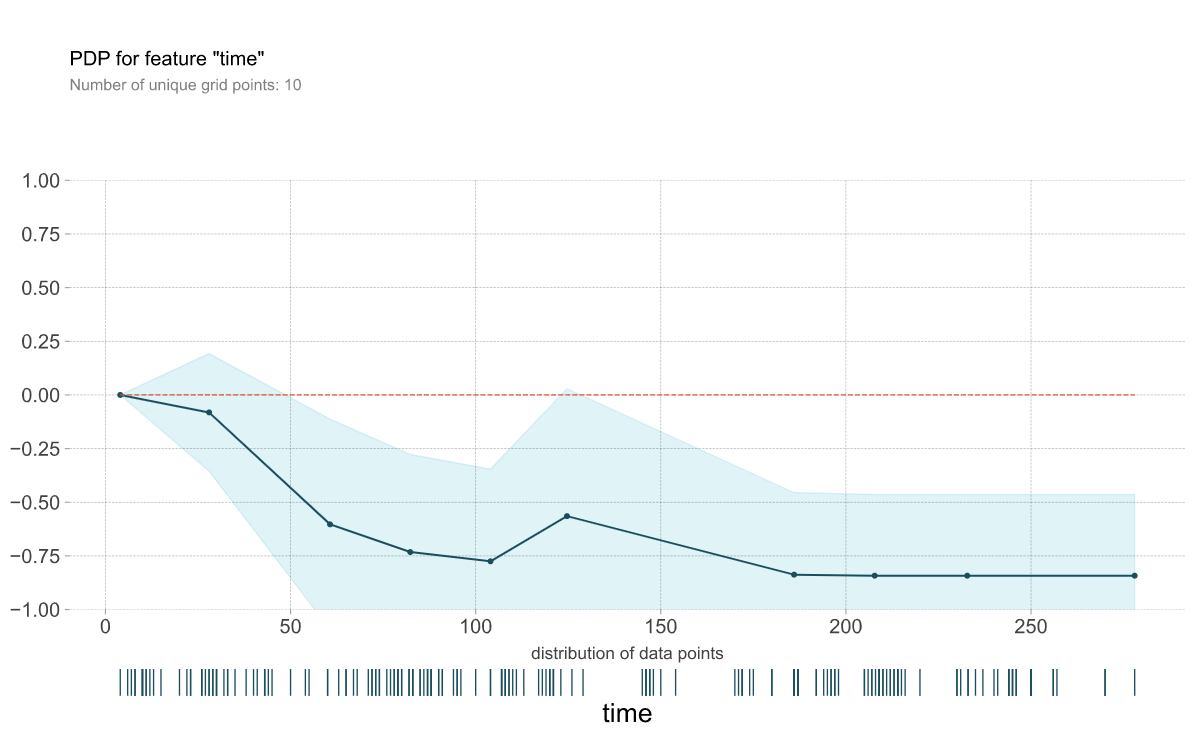 PDP for feature "time"
Number of unique grid points: 10
1.00
0.75
0.50
0.25
0.00
−0.25
−0.50
−0.75
−1.00
0 50 100 150 200 250
distribution of data points
time